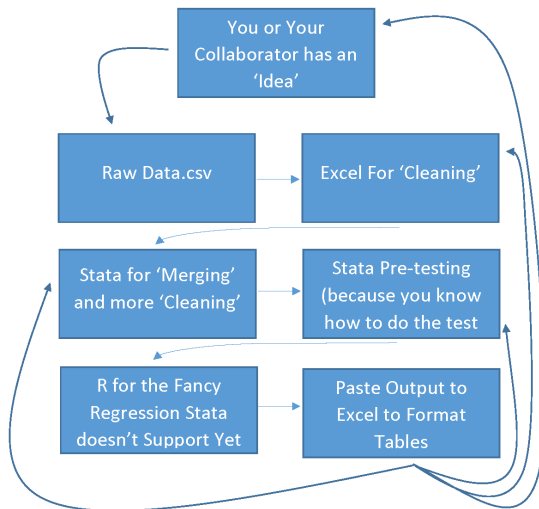 You or Your
Collaborator has an
‘Idea’
Raw Data.csv
Excel For ‘Cleaning’
Stata for ‘Merging’
and more ‘Cleaning’
Stata Pre-testing
(because you know
how to do the test
R for the Fancy
Regression Stata
doesn’t Support Yet
Paste Output to
Excel to Format
Tables